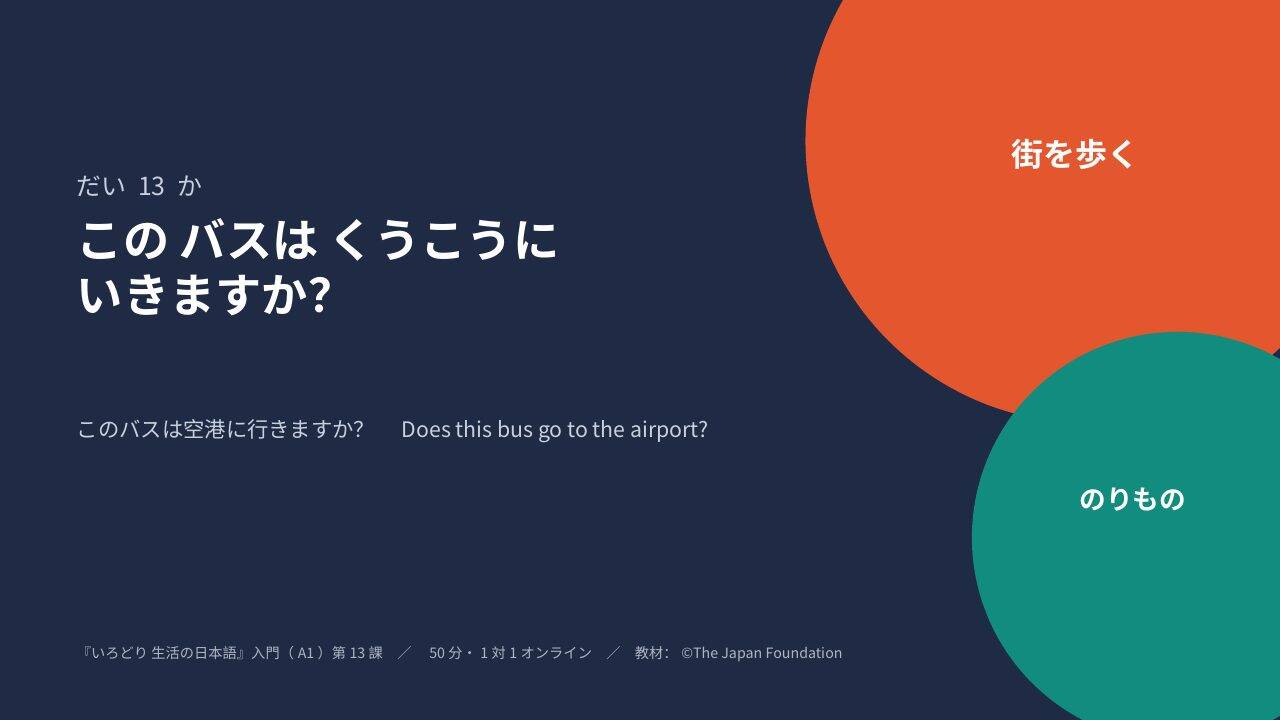 だい 13 か
この バスは くうこうに
いきますか?
このバスは空港に行きますか? Does this bus go to the airport?
街を歩く
のりもの
『いろどり 生活の日本語』入門（ A1 ）第 13 課 ／ 50 分・ 1 対 1 オンライン ／ 教材： ©The Japan Foundation